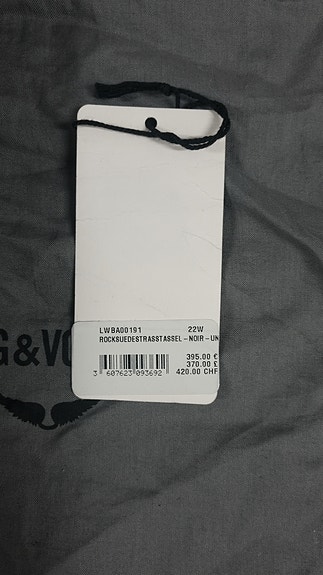 LWBA00191 22W
ROCKSUEDESTRASSTASSEL - NOIR - UN
395.00 €
370.00 £
3 607623 093692 420.00 CHF
G&VO